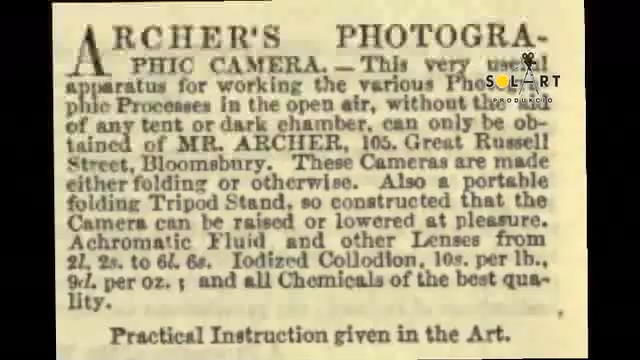 ARCHER'S PHOTOGRA-
PHIC CAMERA. — This very useful
apparatus for working the various Photogra-
phic Processes in the open air, without the aid
of any tent or dark chamber, can only be ob-
tained of MR. ARCHER, 105. Great Russell
Street, Bloomsbury. These Cameras are made
either folding or otherwise. Also a portable
folding Tripod Stand, so constructed that the
Camera can be raised or lowered at pleasure.
Achromatic Fluid and other Lenses from
2l. 2s. to 6l. 6s. Iodized Collodion, 10s. per lb.,
9d. per oz.; and all Chemicals of the best qua-
lity.
Practical Instruction given in the Art.
SOLART
PRODUKCIÓ